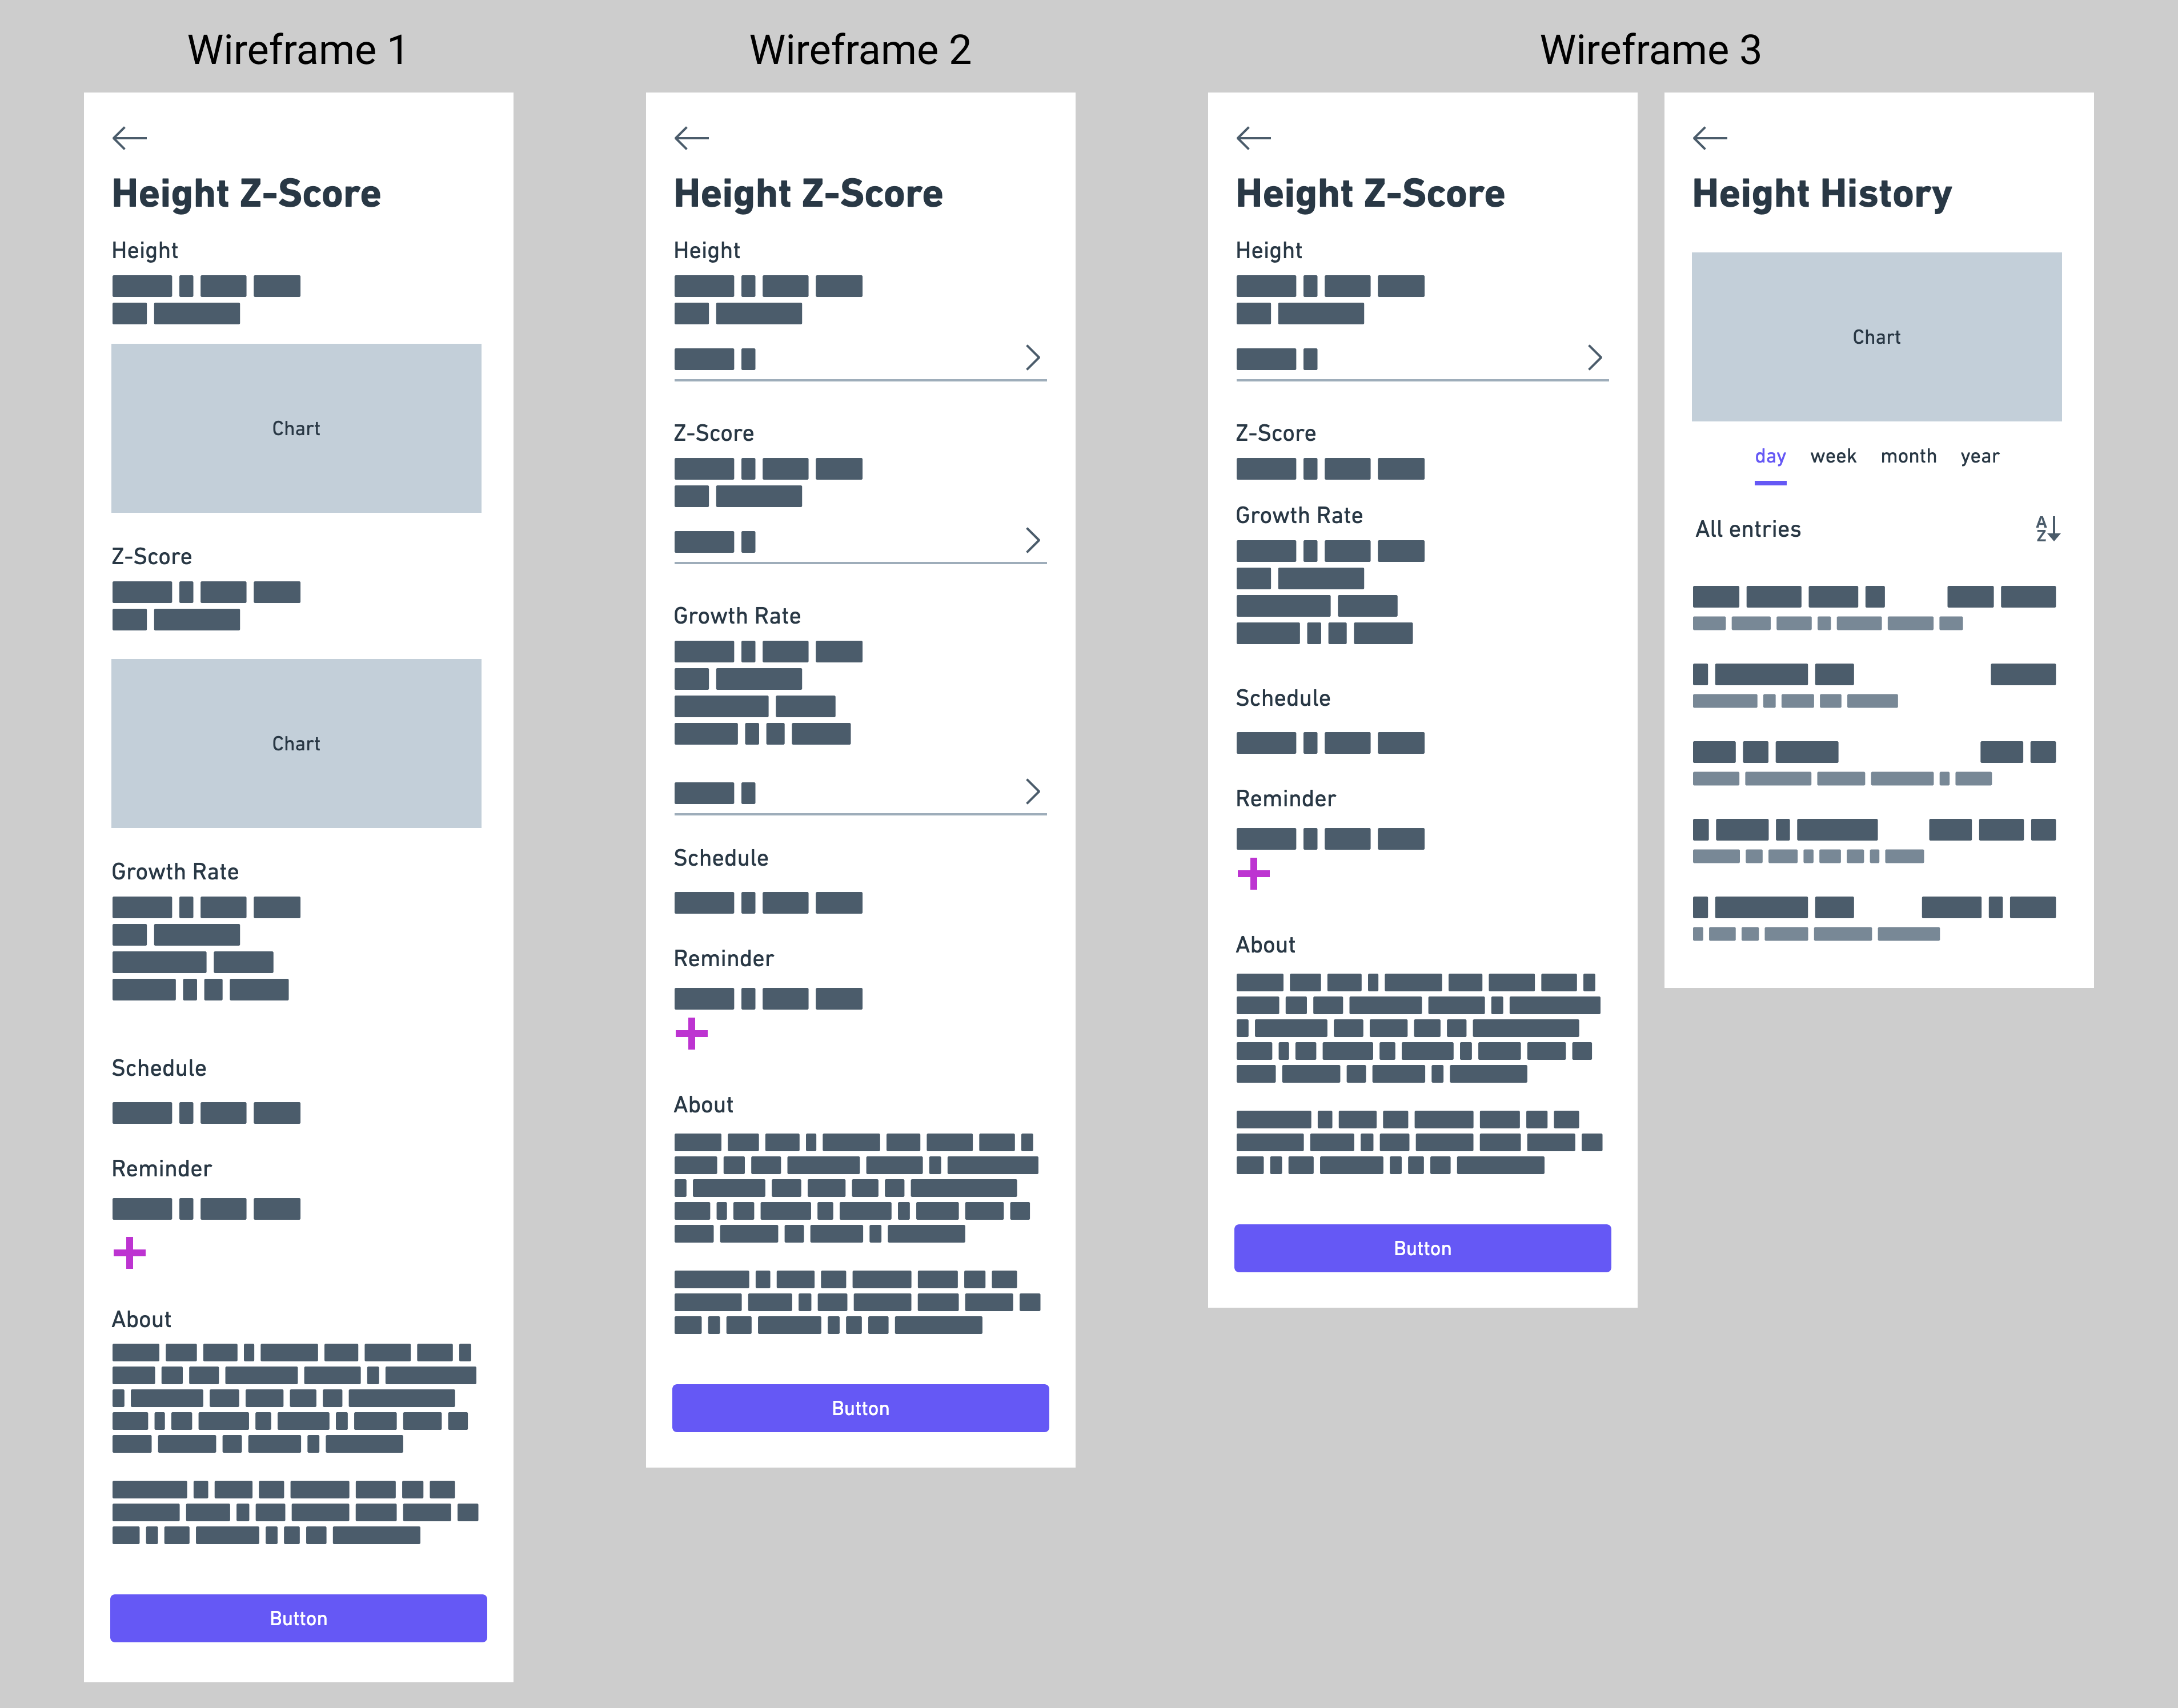 Wireframe 1
Height Z-Score
Height
Chart
Z-Score
Chart
Growth Rate
Schedule
Reminder
About
Button
Wireframe 2
Height Z-Score
Height
Z-Score
Growth Rate
Schedule
Reminder
About
Button
Wireframe 3
Height Z-Score
Height
Z-Score
Growth Rate
Schedule
Reminder
About
Button
Height History
Chart
day week month year
All entries
A
Z